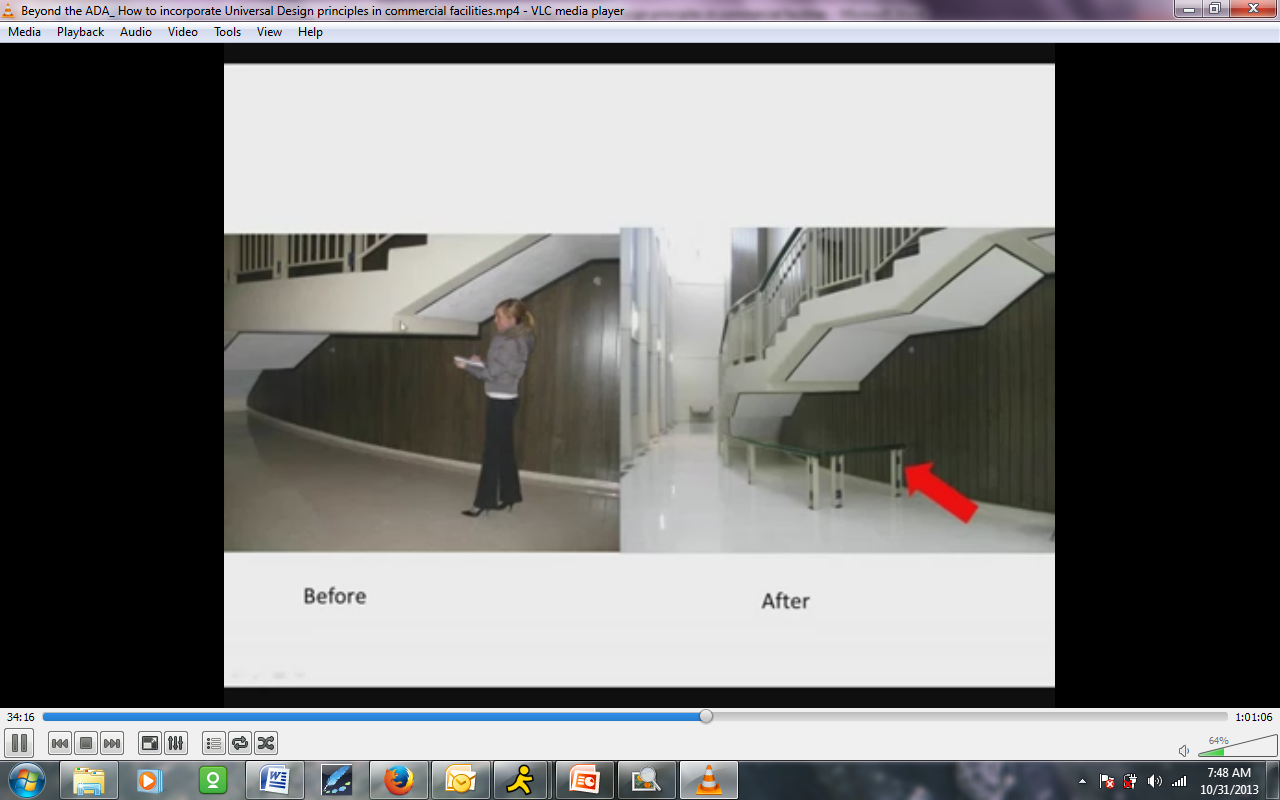 Beyond the ADA_ How to incorporate Universal Design principles in commercial facilities.mp4 - VLC media player
Media Playback Audio Video Tools View Help
Before
After
34:16
1:01:06
64%
7:48 AM
10/31/2013